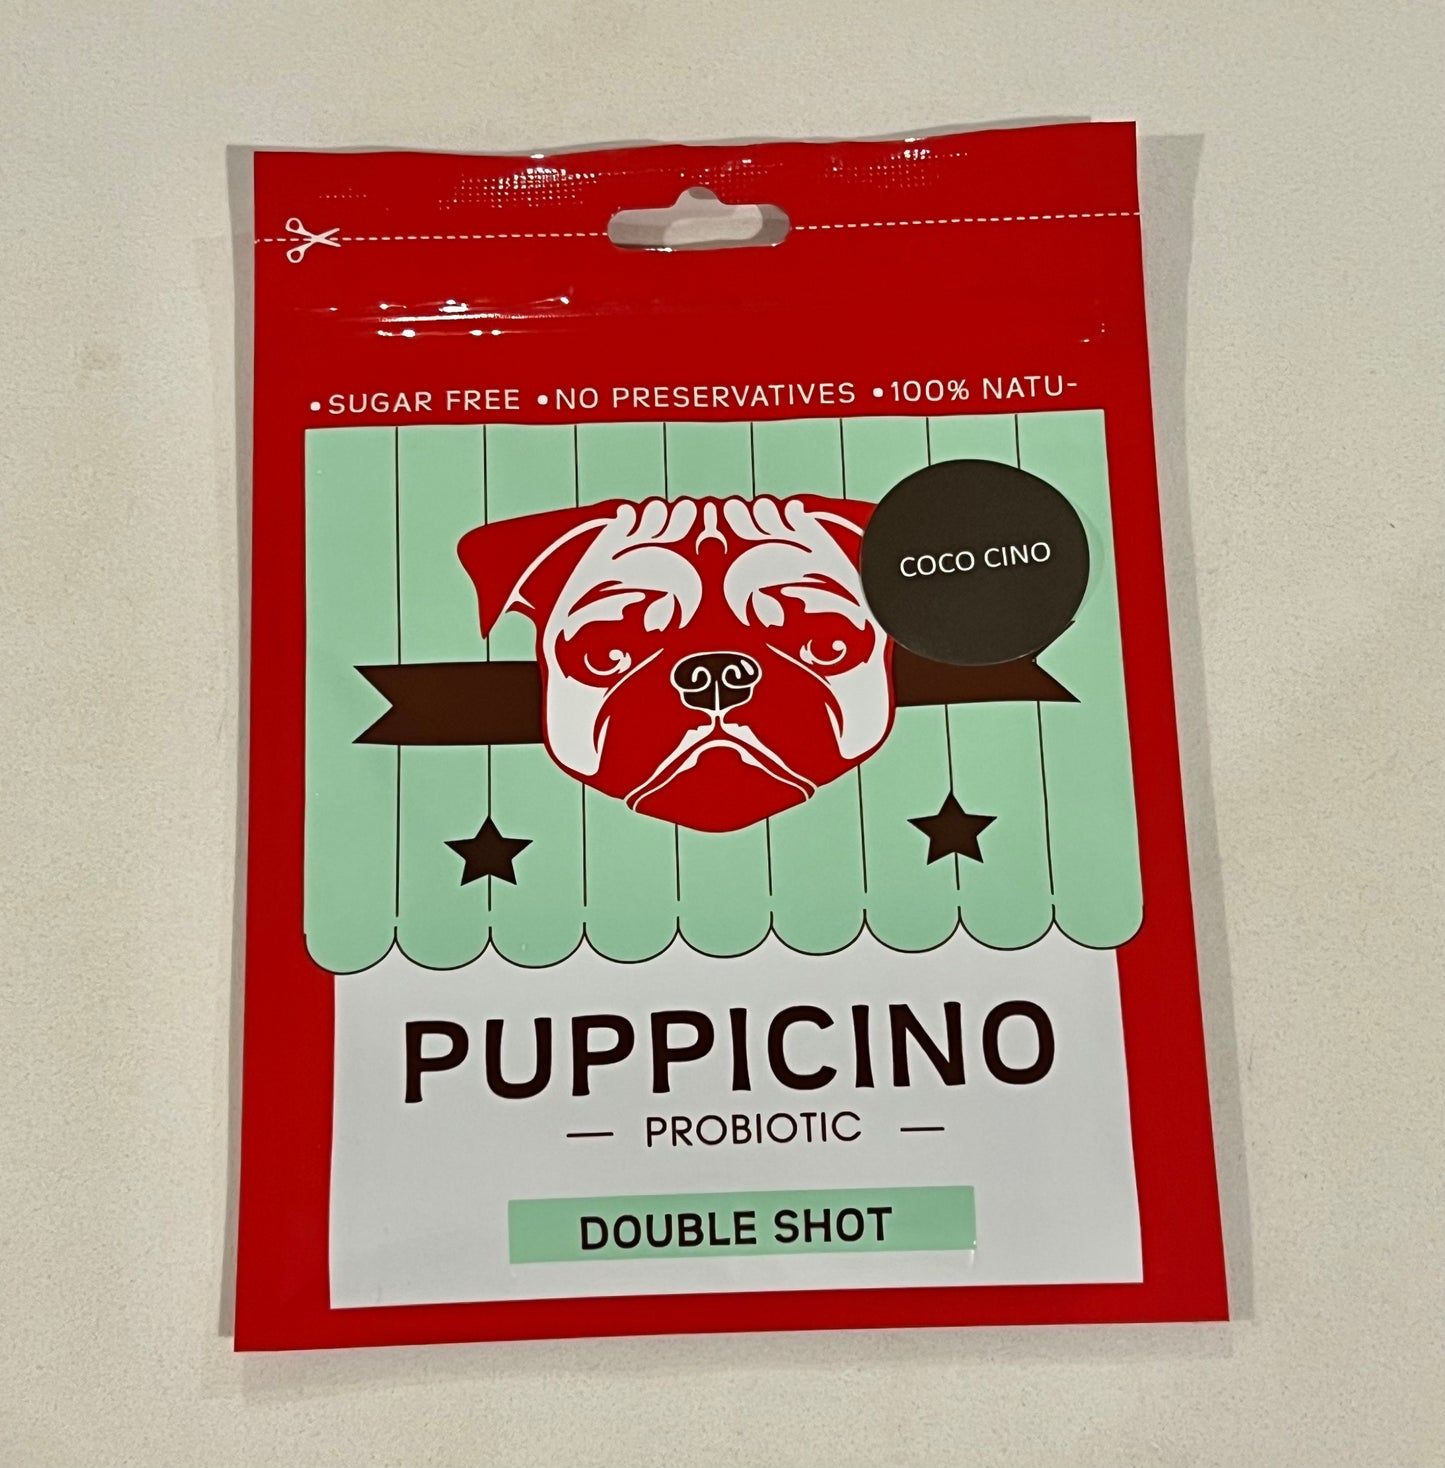 •SUGAR FREE •NO PRESERVATIVES •100% NATU-
COCO CINO
PUPPICINO
— PROBIOTIC —
DOUBLE SHOT